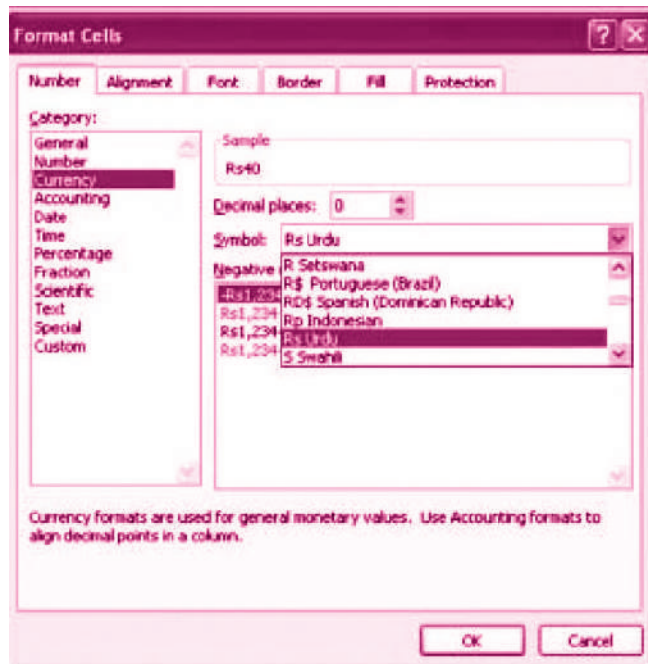 Format Cells
Number Alignment Font Border Fill Protection
Category:
General
Number
Currency
Accounting
Date
Time
Percentage
Fraction
Scientific
Text
Special
Custom
Sample
Rs40
Decimal places: 0
Symbol: Rs Urdu
R Setswana
R$ Portuguese (Brazil)
RD$ Spanish (Dominican Republic)
Rp Indonesian
Rs Urdu
S Swahili
Negative
-Rs1,234
Rs1,234
Rs1,234
Rs1,234
Currency formats are used for general monetary values. Use Accounting formats to
align decimal points in a column.
OK Cancel